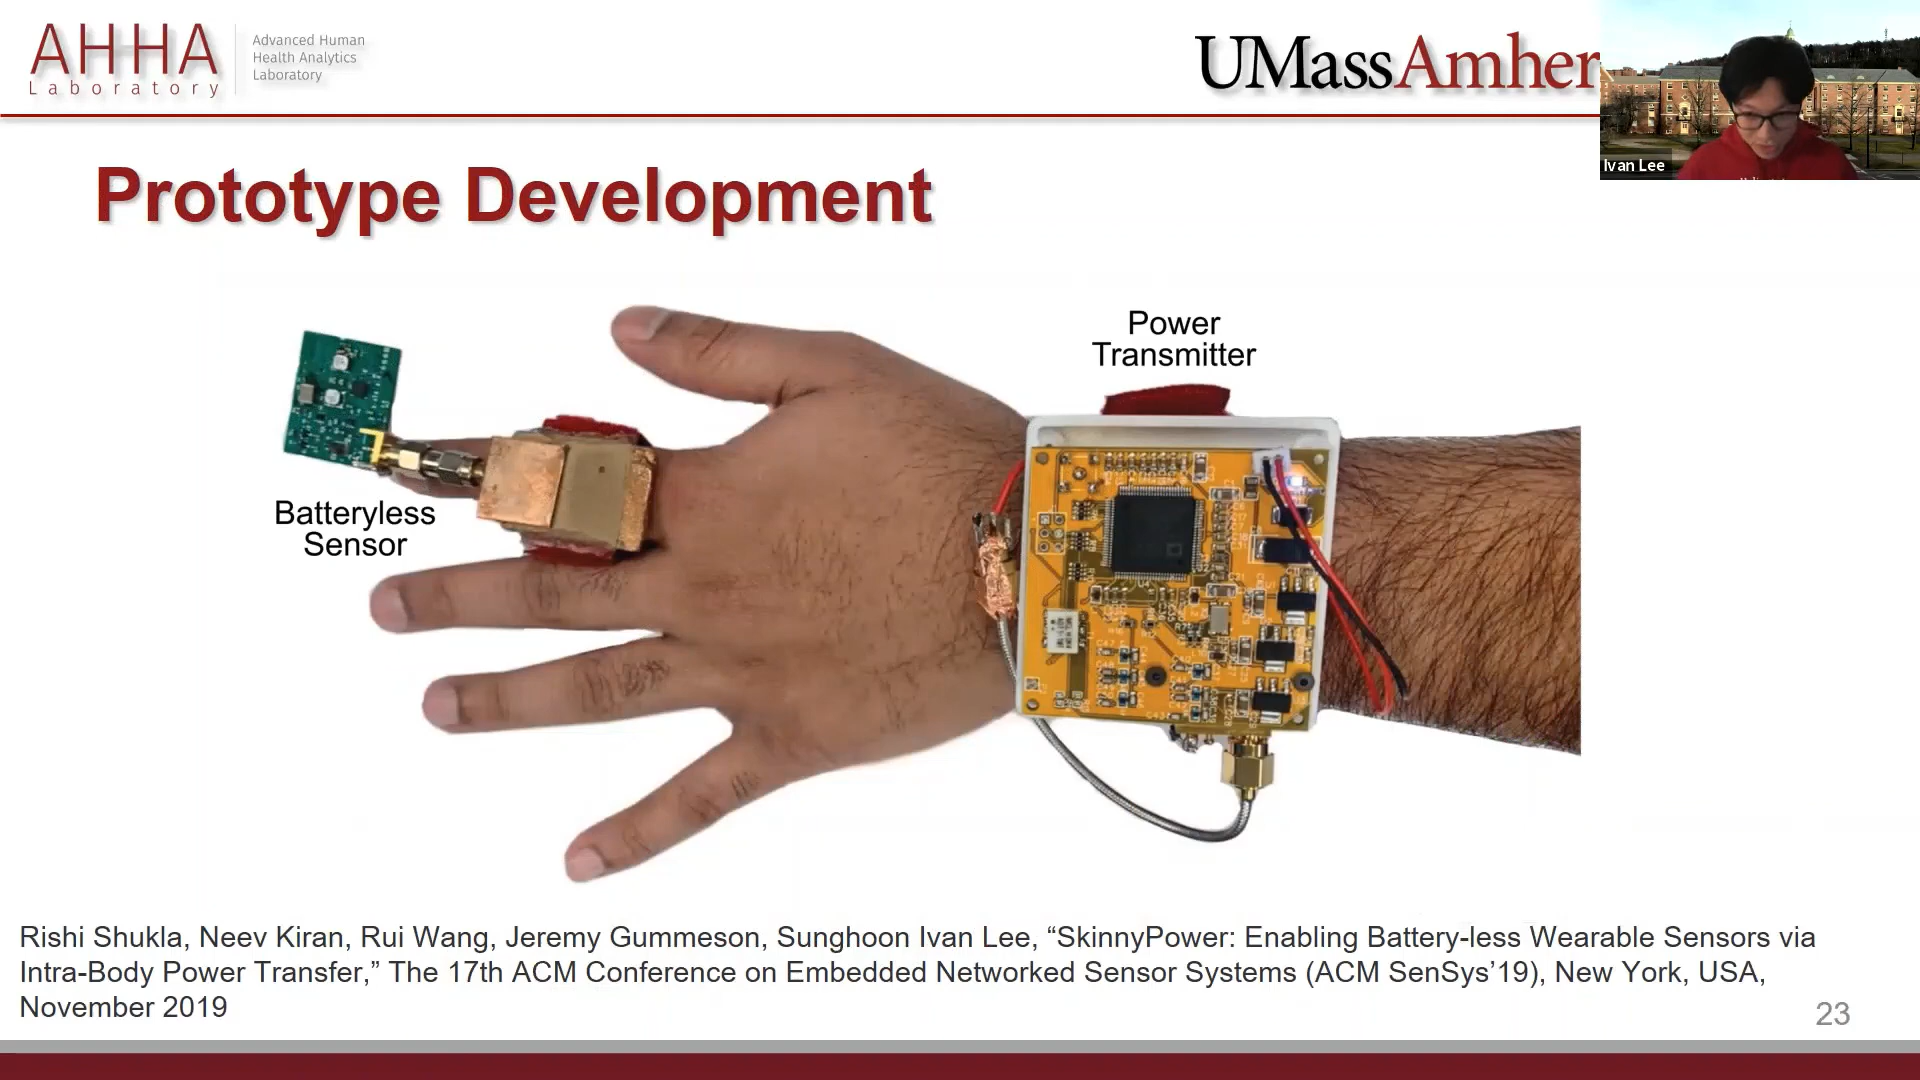 AHHA
Laboratory
Advanced Human
Health Analytics
Laboratory
UMassAmher
Ivan Lee
Prototype Development
Power
Transmitter
Batteryless
Sensor
Rishi Shukla, Neev Kiran, Rui Wang, Jeremy Gummeson, Sunghoon Ivan Lee, “SkinnyPower: Enabling Battery-less Wearable Sensors via
Intra-Body Power Transfer,” The 17th ACM Conference on Embedded Networked Sensor Systems (ACM SenSys’19), New York, USA,
November 2019
23